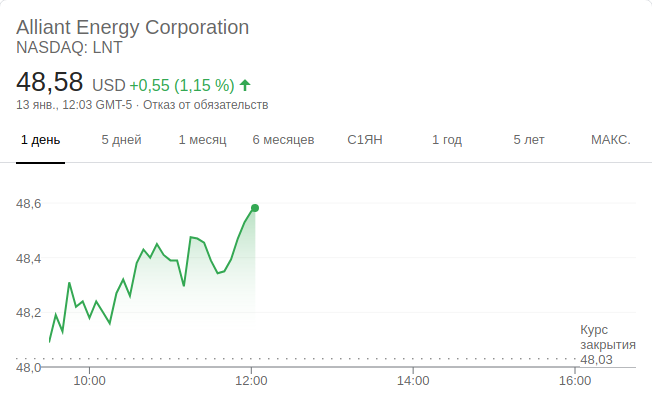 Alliant Energy Corporation
NASDAQ: LNT
48,58 USD +0,55 (1,15 %)
13 янв., 12:03 GMT-5 · Отказ от обязательств
1 день 5 дней 1 месяц 6 месяцев С1ЯН 1 год 5 лет МАКС.
48,6
48,4
48,2
Курс
закрытия
48,03
48,0
10:00 12:00 14:00 16:00